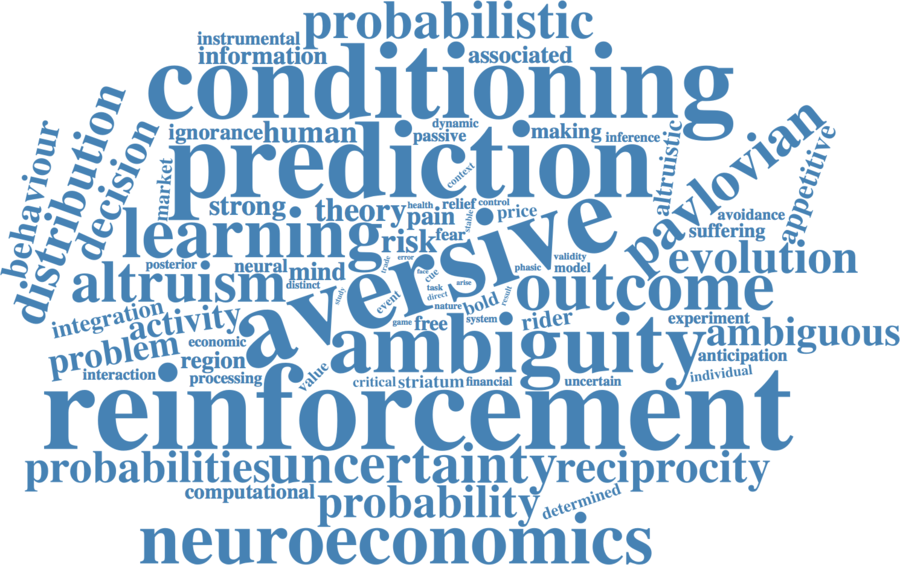 probabilistic
instrumental
information
associated
conditioning
behaviour
distribution
decision
ignorance
human
dynamic
passive
making
inference
prediction
context
market
altruistic
pavlovian
appetitive
strong
theory
health
pain
relief
control
stable
price
avoidance
suffering
learning
risk
fear
aversive
evolution
posterior
neural
mind
distinct
trade
error
face
cue
phasic
validity
model
altruism
study
event
task
direct
arise
nature
bold
result
outcome
integration
activity
game
free
system
rider
experiment
ambiguous
problem
economic
region
ambiguity
anticipation
interaction
processing
value
critical
striatum
financial
uncertain
individual
reinforcement
probabilities
uncertainty
reciprocity
computational
probability
determined
neuroeconomics